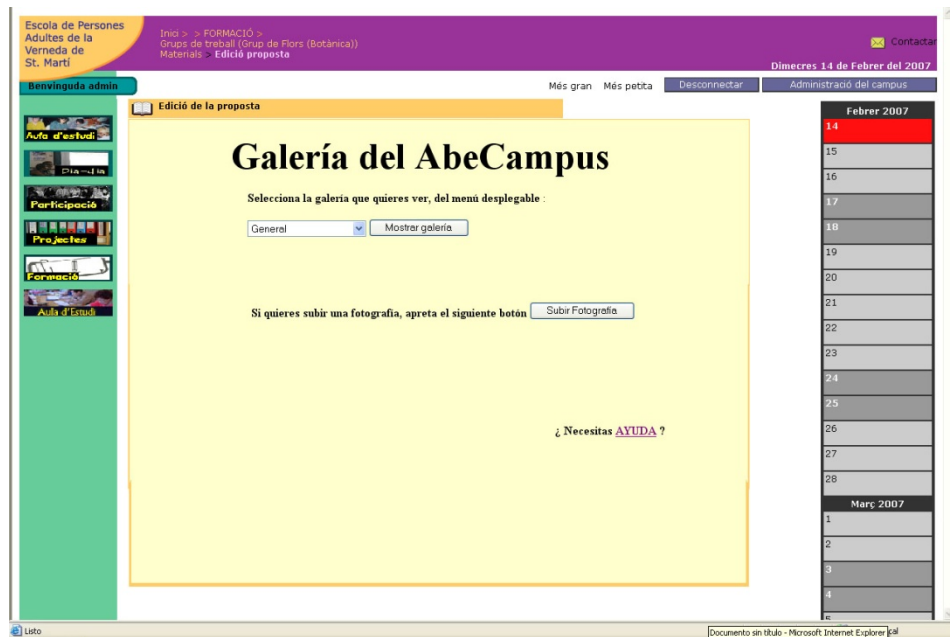 Escola de Persones
Adultes de la
Verneda de
St. Martí
Inici > > FORMACIÓ >
Grups de treball (Grup de Flors (Botànica))
Materials > Edició proposta
Contactar
Dimecres 14 de Febrer del 2007
Benvinguda admin
Més gran Més petita Desconnectar Administració del campus
Edició de la proposta
Aula d'estudi
Dia-dia
Participació
Projectes
Formació
Aula d'Estudi
Galería del AbeCampus
Selecciona la galería que quieres ver, del menú desplegable :
General Mostrar galería
Si quieres subir una fotografía, apreta el siguiente botón Subir Fotografía
¿ Necesitas AYUDA ?
Febrer 2007
14
15
16
17
18
19
20
21
22
23
24
25
26
27
28
Març 2007
1
2
3
4
Listo
Documento sin título - Microsoft Internet Explorer